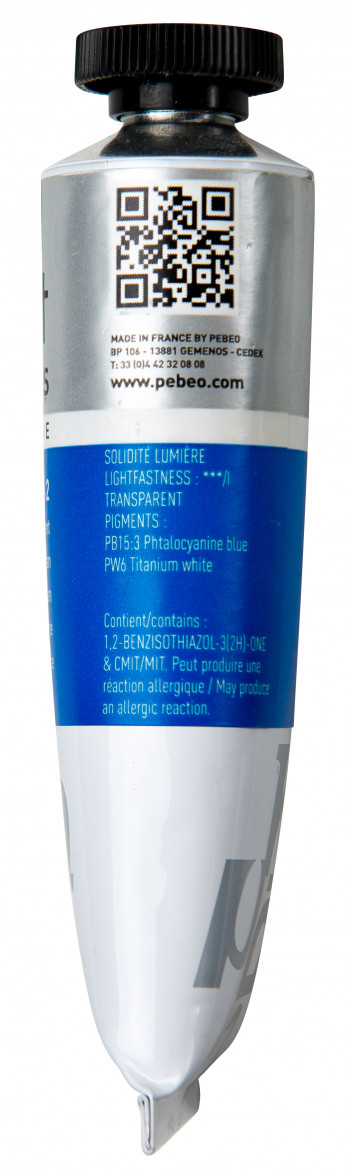 t
S
E
MADE IN FRANCE BY PEBEO
BP 106 - 13881 GEMENOS - CEDEX
T: 33 (0)4 42 32 08 08
www.pebeo.com
SOLIDITÉ LUMIÈRE
LIGHTFASTNESS : ***/I
TRANSPARENT
PIGMENTS :
PB15:3 Phtalocyanine blue
PW6 Titanium white
2
Contient/contains :
1,2-BENZISOTHIAZOL-3(2H)-ONE
& CMIT/MIT. Peut produire une
réaction allergique / May produce
an allergic reaction.